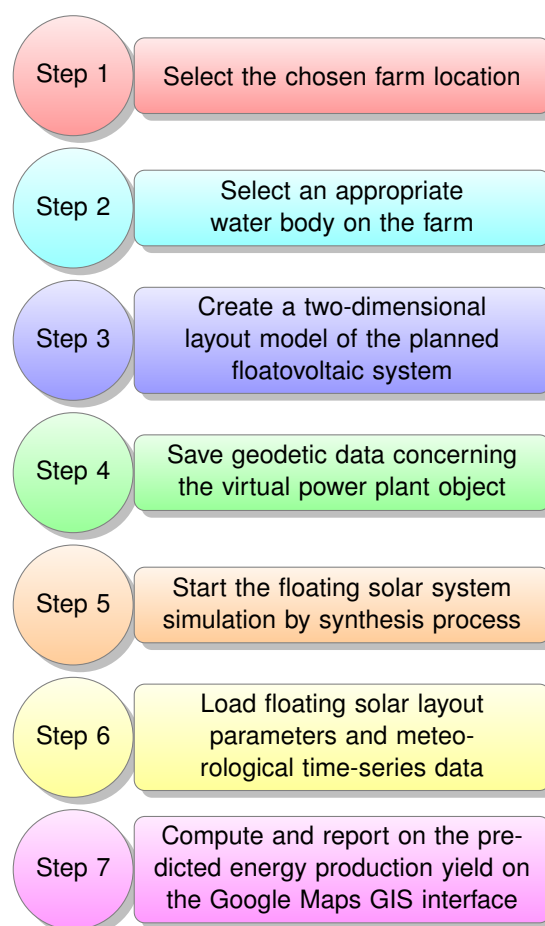 Step 1
Select the chosen farm location
Step 2
Select an appropriate
water body on the farm
Step 3
Create a two-dimensional
layout model of the planned
floatovoltaic system
Step 4
Save geodetic data concerning
the virtual power plant object
Step 5
Start the floating solar system
simulation by synthesis process
Step 6
Load floating solar layout
parameters and meteo-
rological time-series data
Step 7
Compute and report on the pre-
dicted energy production yield on
the Google Maps GIS interface